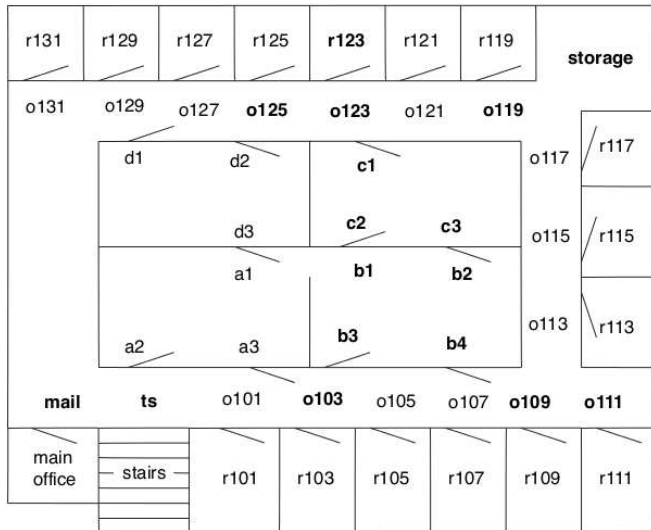 r131 r129 r127 r125 r123 r121 r119
storage
o131 o129 o127 o125 o123 o121 o119
d1 d2 c1 o117 r117
d3 c2 c3 o115 r115
a1 b1 b2
o113 r113
a2 a3 b3 b4
mail ts o101 o103 o105 o107 o109 o111
main
office
stairs r101 r103 r105 r107 r109 r111